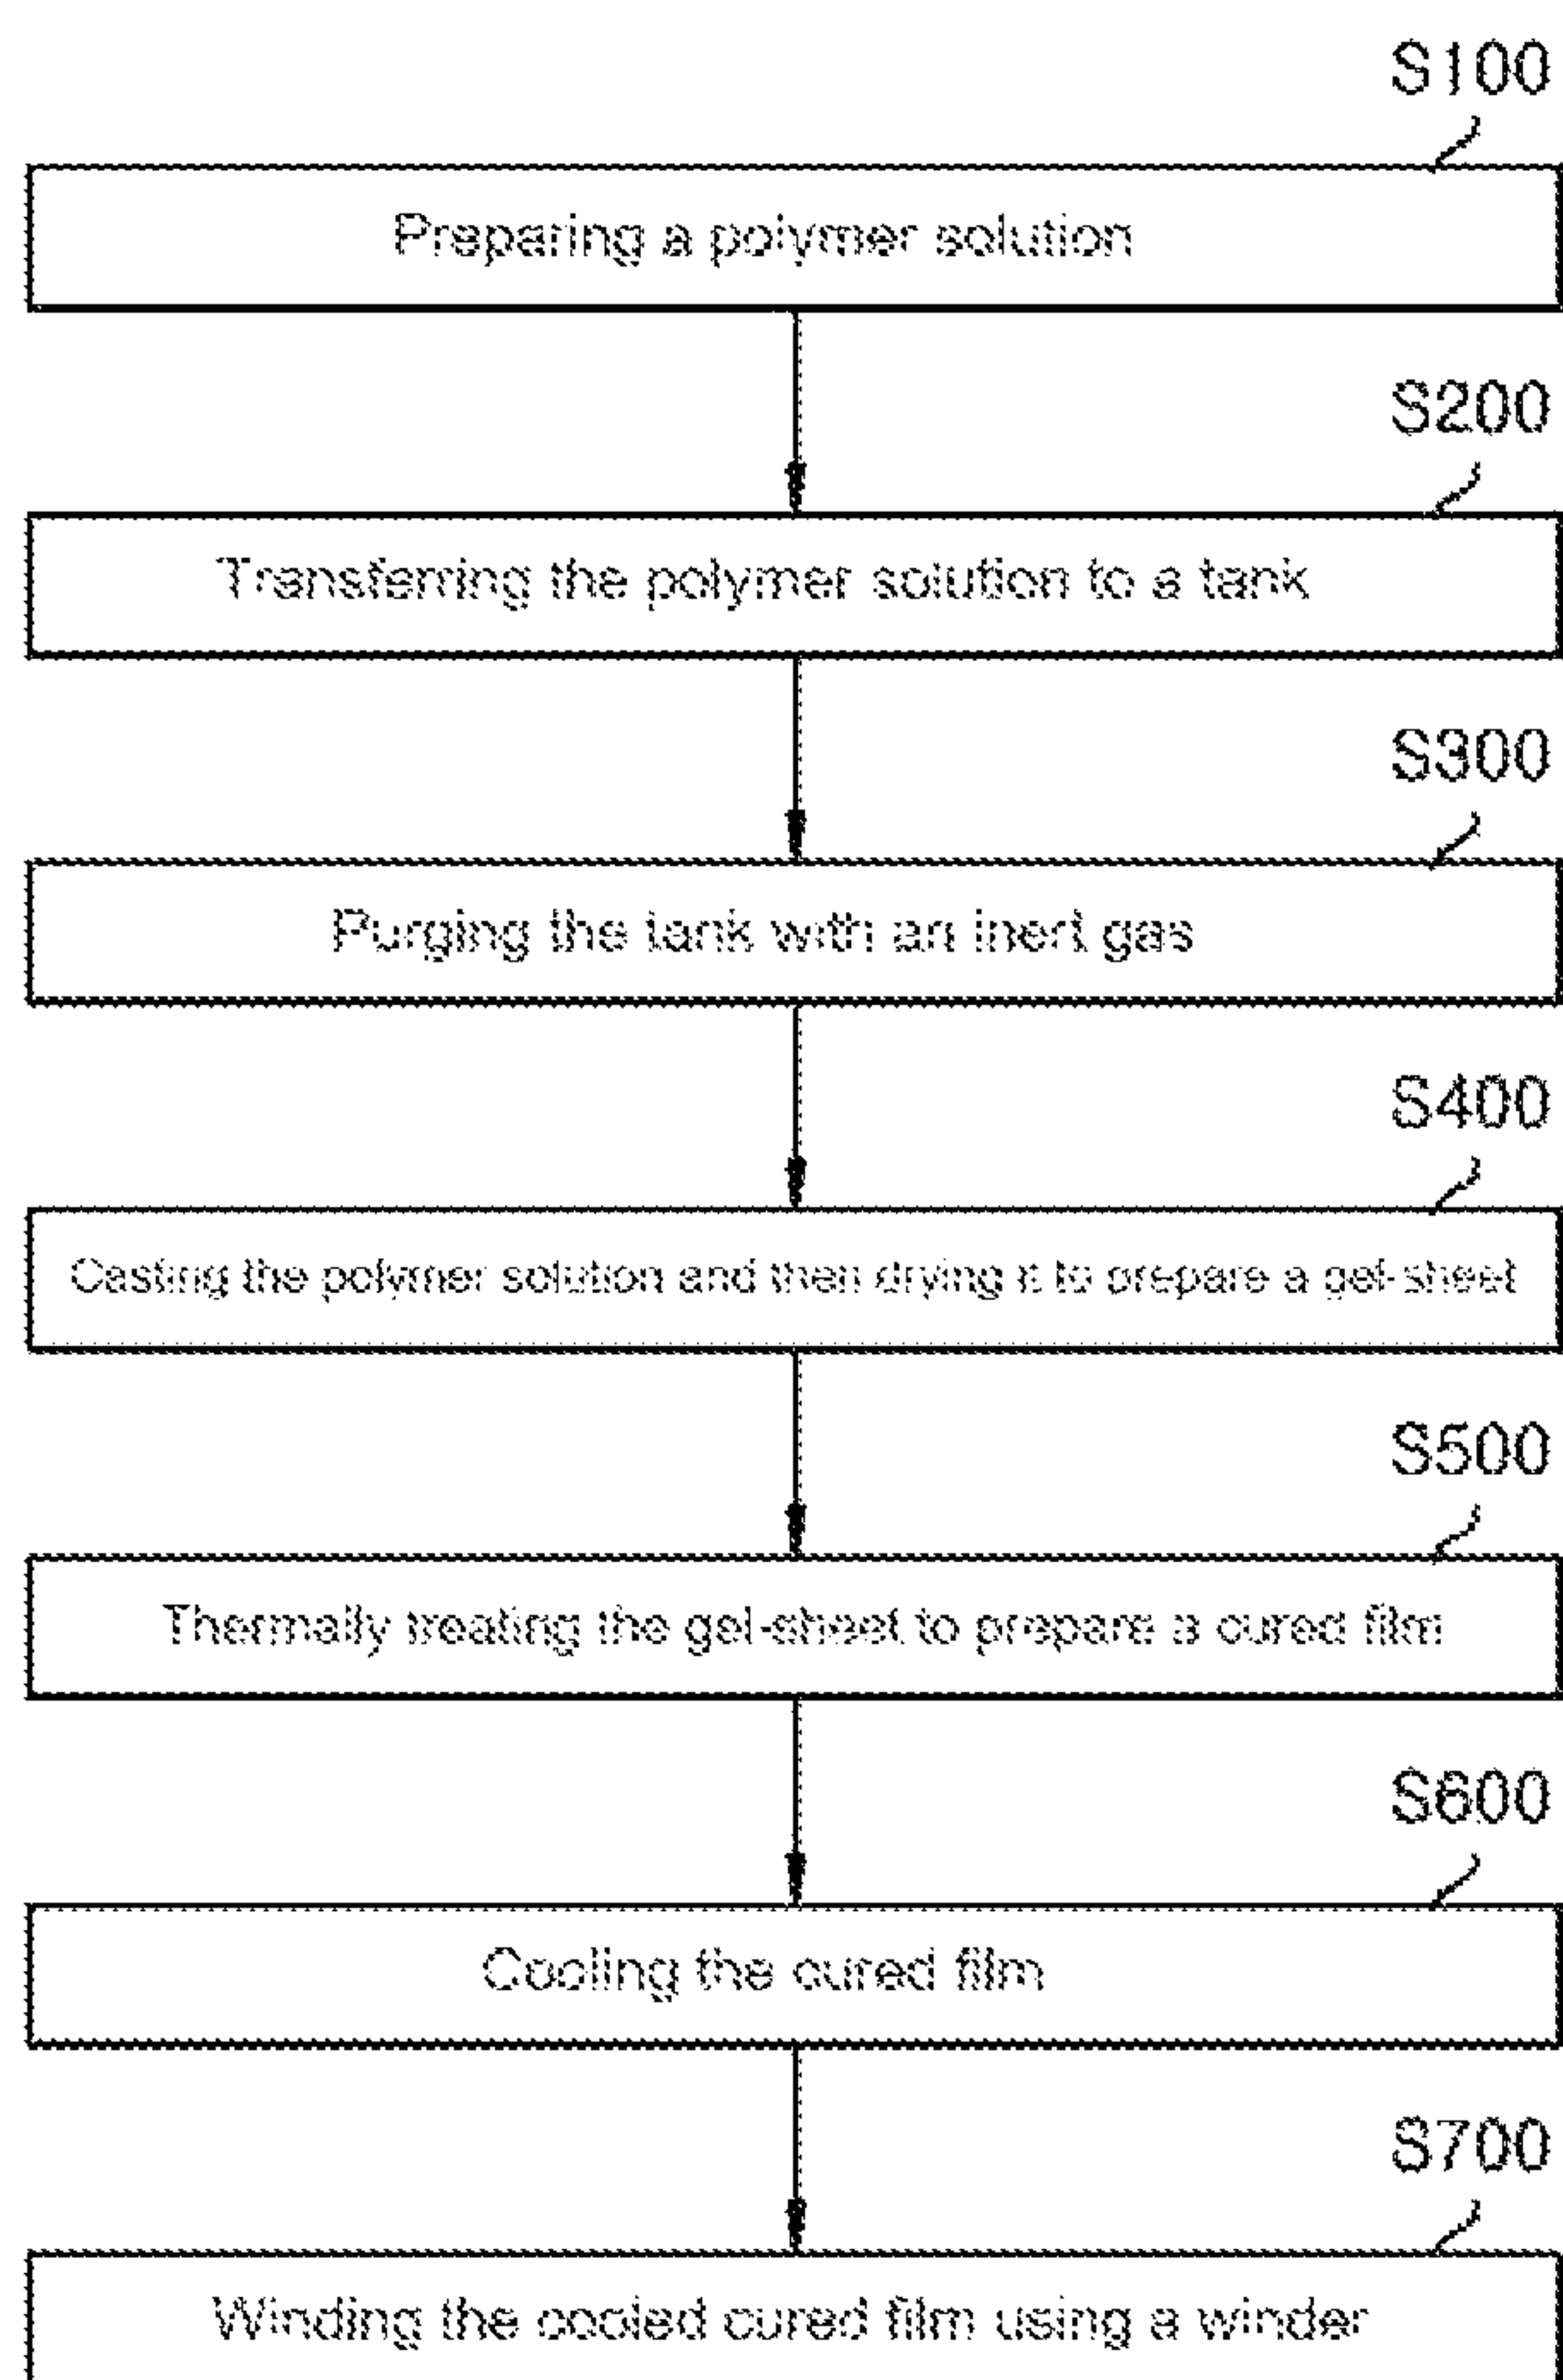 S100
Preparing a polymer solution
S200
Transferring the polymer solution to a tank
S300
Purging the tank with an inert gas
S400
Casting the polymer solution and then drying it to prepare a gel-sheet
S500
Thermally treating the gel-sheet to prepare a cured film
S600
Cooling the cured film
S700
Winding the cooled cured film using a winder